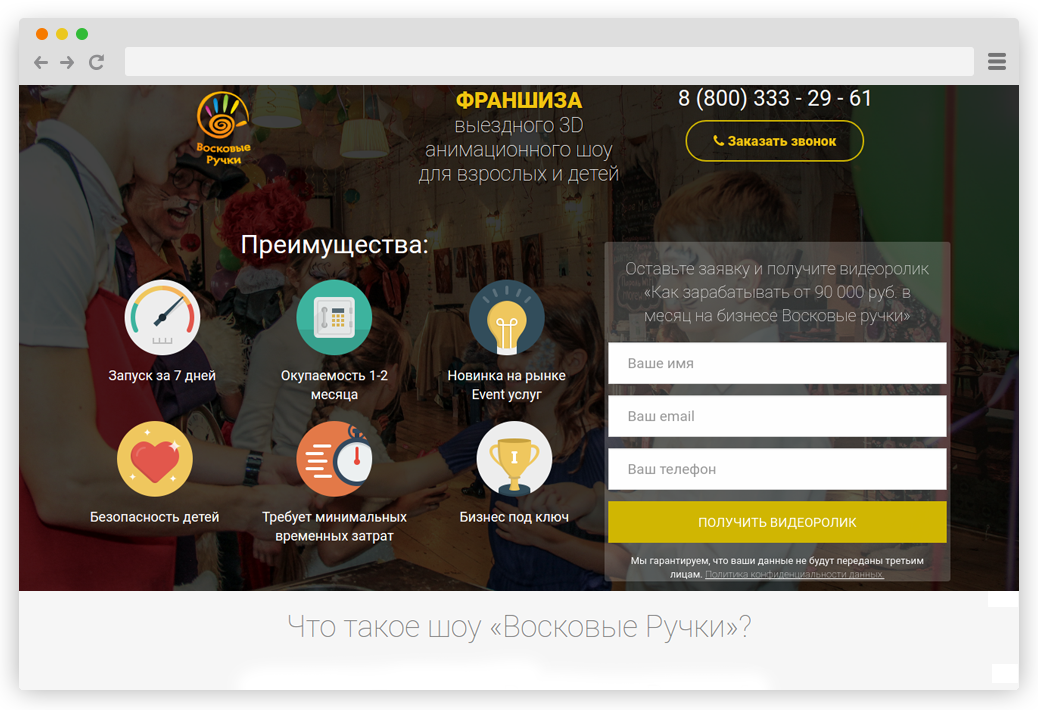 Восковые
Ручки
ФРАНШИЗА
выездного 3D
анимационного шоу
для взрослых и детей
8 (800) 333 - 29 - 61
Заказать звонок
Преимущества:
Запуск за 7 дней
Окупаемость 1-2
месяца
Новинка на рынке
Event услуг
Безопасность детей
Требует минимальных
временных затрат
I
Бизнес под ключ
Оставьте заявку и получите видеоролик
«Как зарабатывать от 90 000 руб. в
месяц на бизнесе Восковые ручки»
Ваше имя
Ваш email
Ваш телефон
ПОЛУЧИТЬ ВИДЕОРОЛИК
Мы гарантируем, что ваши данные не будут переданы третьим
лицам. Политика конфиденциальности данных.
Что такое шоу «Восковые Ручки»?